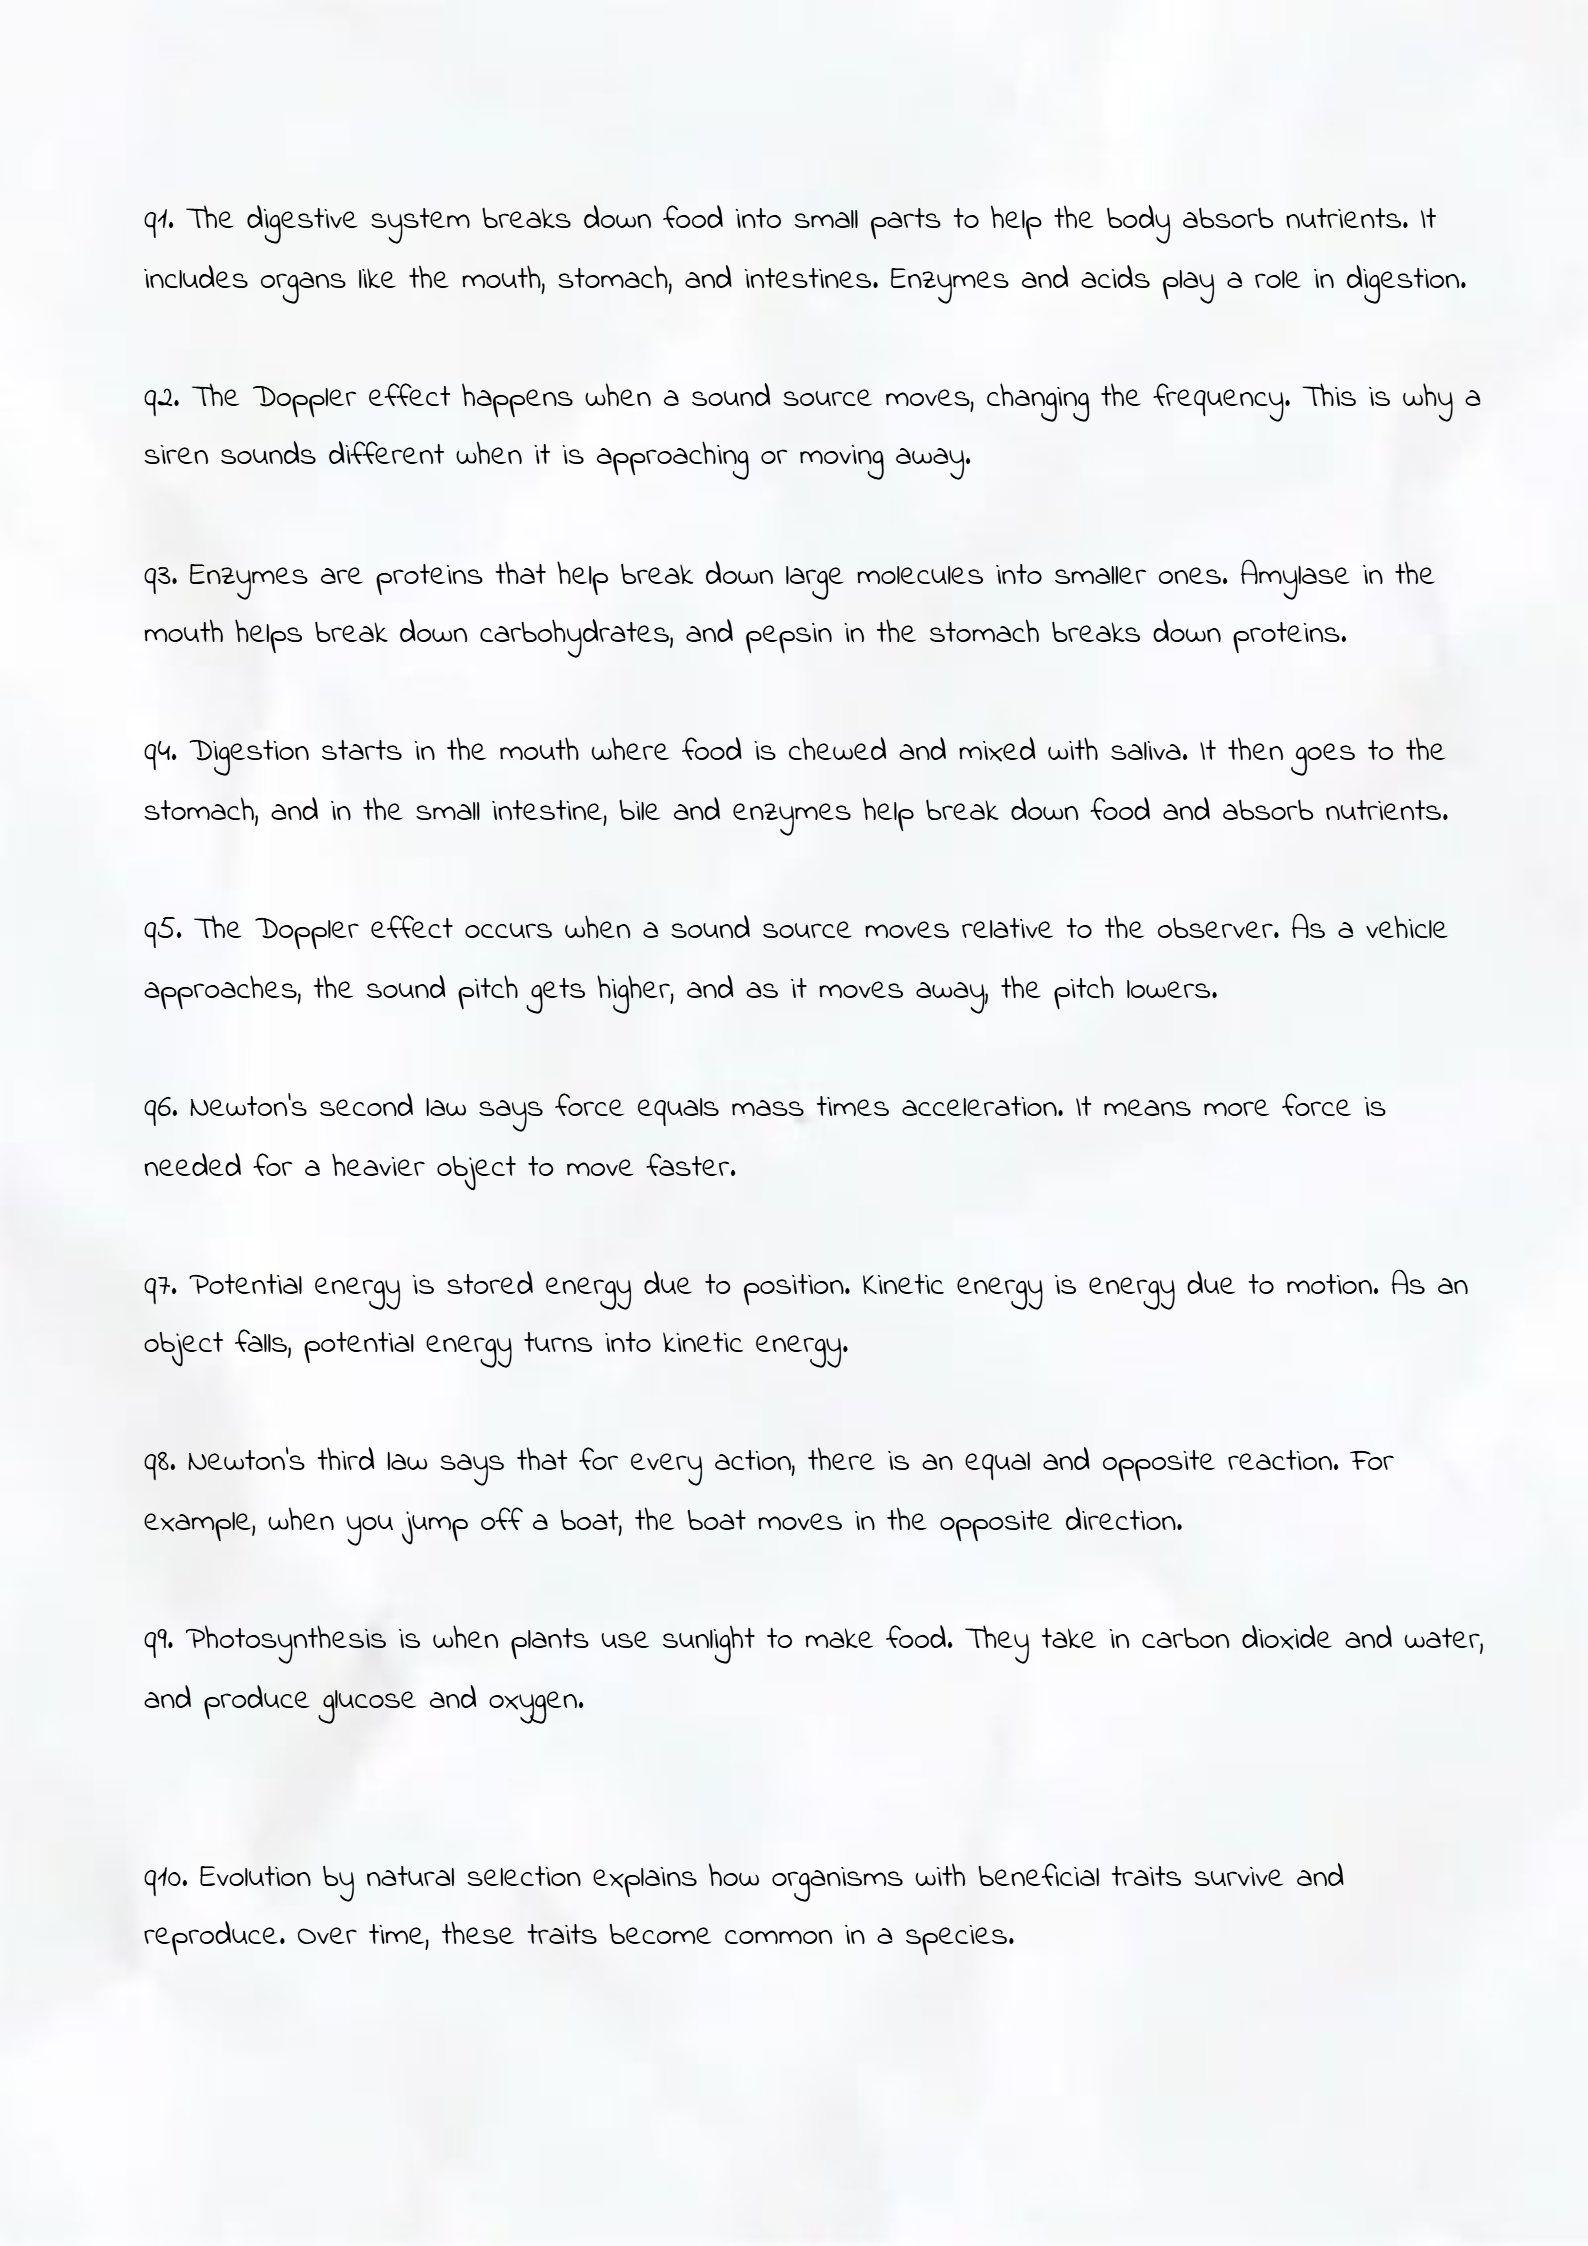 q1. The digestive system breaks down food into small parts to help the body absorb nutrients. It
includes organs like the mouth, stomach, and intestines. Enzymes and acids play a role in digestion.
q2. The Doppler effect happens when a sound source moves, changing the frequency. This is why a
siren sounds different when it is approaching or moving away.
q3. Enzymes are proteins that help break down large molecules into smaller ones. Amylase in the
mouth helps break down carbohydrates, and pepsin in the stomach breaks down proteins.
q4. Digestion starts in the mouth where food is chewed and mixed with saliva. It then goes to the
stomach, and in the small intestine, bile and enzymes help break down food and absorb nutrients.
q5. The Doppler effect occurs when a sound source moves relative to the observer. As a vehicle
approaches, the sound pitch gets higher, and as it moves away, the pitch lowers.
q6. Newton's second law says force equals mass times acceleration. It means more force is
needed for a heavier object to move faster.
q7. Potential energy is stored energy due to position. Kinetic energy is energy due to motion. As an
object falls, potential energy turns into kinetic energy.
q8. Newton's third law says that for every action, there is an equal and opposite reaction. For
example, when you jump off a boat, the boat moves in the opposite direction.
q9. Photosynthesis is when plants use sunlight to make food. They take in carbon dioxide and water,
and produce glucose and oxygen.
q10. Evolution by natural selection explains how organisms with beneficial traits survive and
reproduce. Over time, these traits become common in a species.